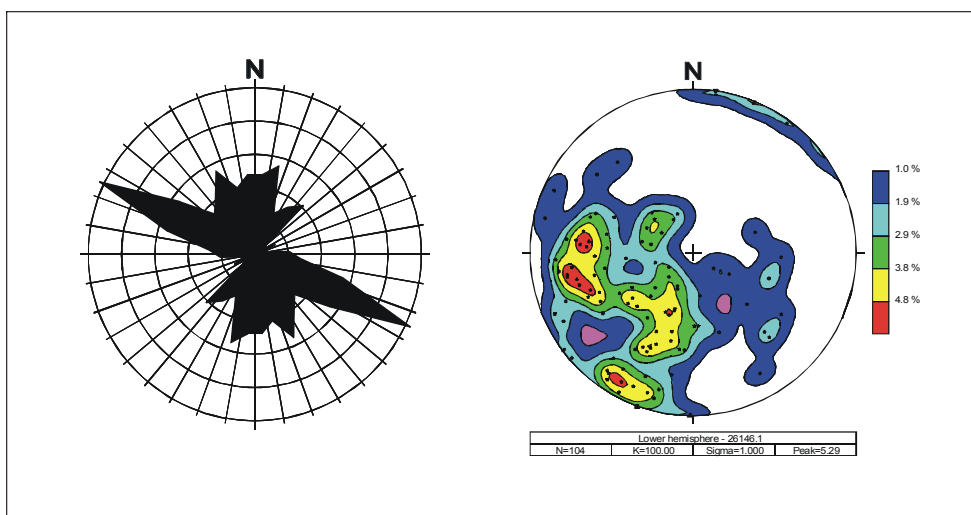 N
N
1.0 %
1.9 %
2.9 %
3.8 %
4.8 %
Lower hemisphere - 26146.1
N=104 K=100.00 Sigma=1.000 Peak=5.29